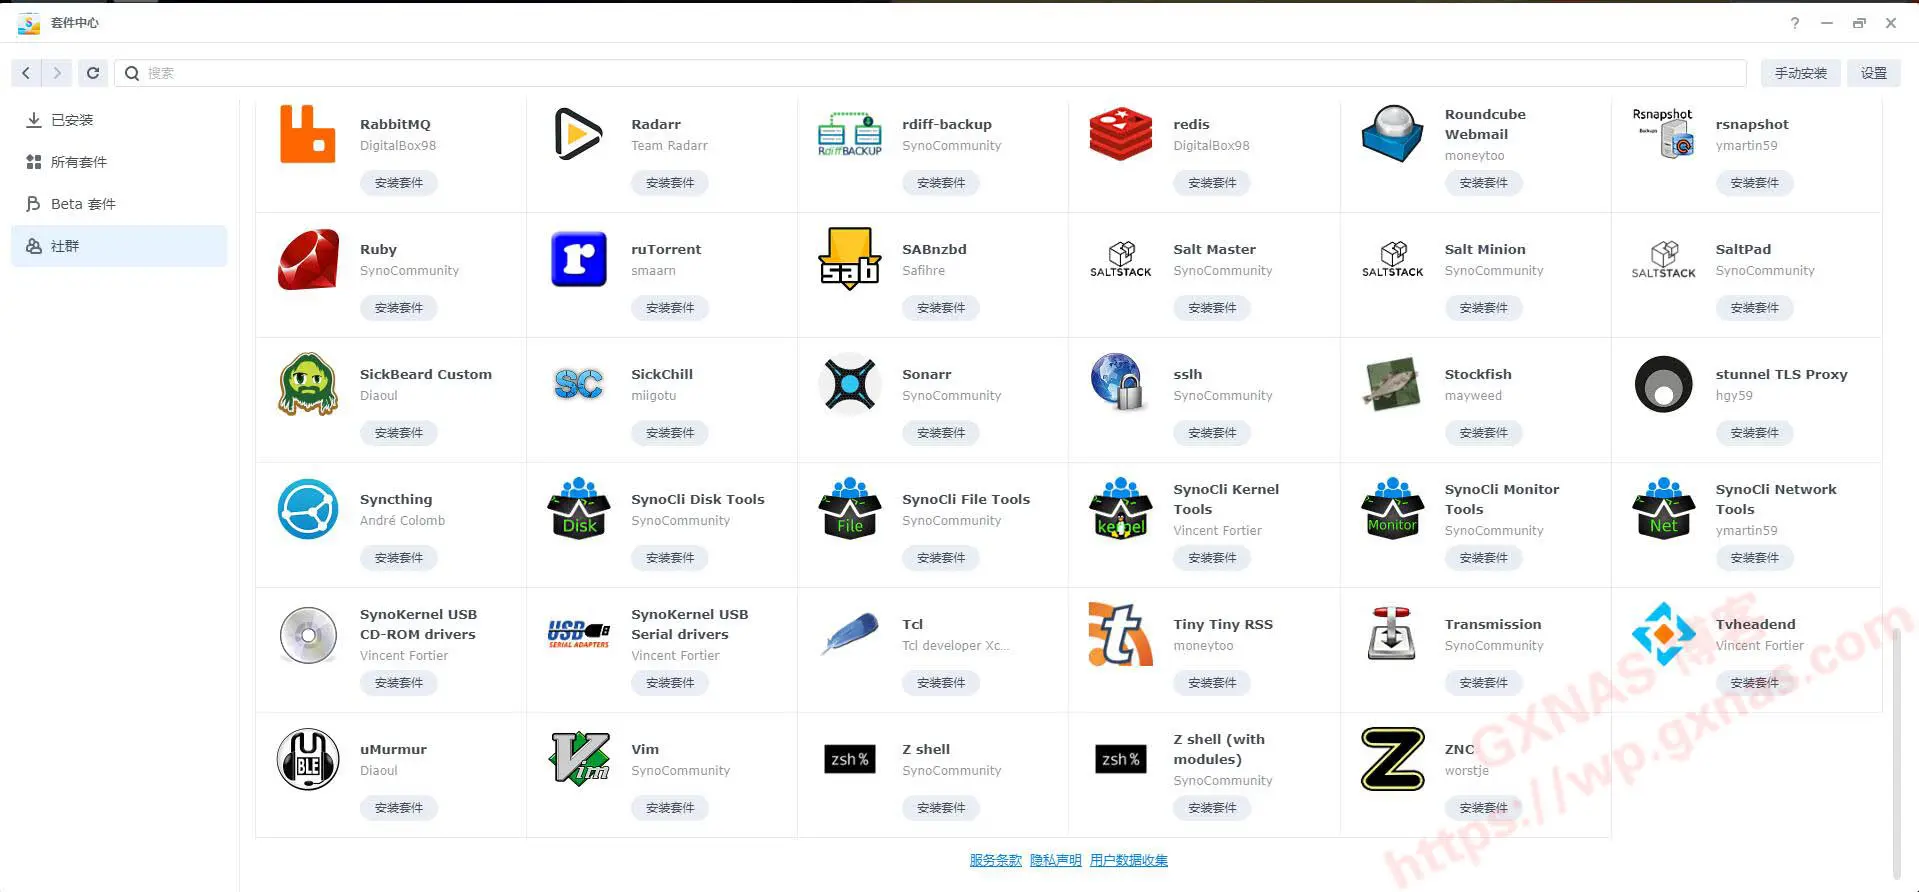 套件中心
搜索
手动安装
设置
已安装
所有套件
Beta 套件
社群
RabbitMQ
DigitalBox98
安装套件
Radarr
Team Radarr
安装套件
RdiffBACKUP
rdiff-backup
SynoCommunity
安装套件
redis
DigitalBox98
安装套件
Roundcube
Webmail
moneytoo
安装套件
Rsnapshot
Backups
rsnapshot
ymartin59
安装套件
Ruby
SynoCommunity
安装套件
r
ruTorrent
smaarn
安装套件
sab
SABnzbd
Safihre
安装套件
SALTSTACK
Salt Master
SynoCommunity
安装套件
SALTSTACK
Salt Minion
SynoCommunity
安装套件
SALTSTACK
SaltPad
SynoCommunity
安装套件
SickBeard Custom
Diaoul
安装套件
SC
SickChill
miigotu
安装套件
Sonarr
SynoCommunity
安装套件
sslh
SynoCommunity
安装套件
Stockfish
mayweed
安装套件
stunnel TLS Proxy
hgy59
安装套件
Syncthing
André Colomb
安装套件
Disk
SynoCli Disk Tools
SynoCommunity
安装套件
File
SynoCli File Tools
SynoCommunity
安装套件
kernel
SynoCli Kernel
Tools
Vincent Fortier
安装套件
Monitor
SynoCli Monitor
Tools
SynoCommunity
安装套件
Net
SynoCli Network
Tools
ymartin59
安装套件
SynoKernel USB
CD-ROM drivers
Vincent Fortier
安装套件
USB
SERIAL ADAPTERS
SynoKernel USB
Serial drivers
Vincent Fortier
安装套件
Tcl
Tcl developer Xc...
安装套件
t
Tiny Tiny RSS
moneytoo
安装套件
Transmission
SynoCommunity
安装套件
Tvheadend
Vincent Fortier
安装套件
uMurmur
Diaoul
安装套件
Vim
Vim
SynoCommunity
安装套件
zsh%
Z shell
SynoCommunity
安装套件
zsh%
Z shell (with
modules)
SynoCommunity
安装套件
Z
ZNC
worstje
安装套件
服务条款 隐私声明 用户数据收集
GXNAS博客
https://wp.gxnas.com